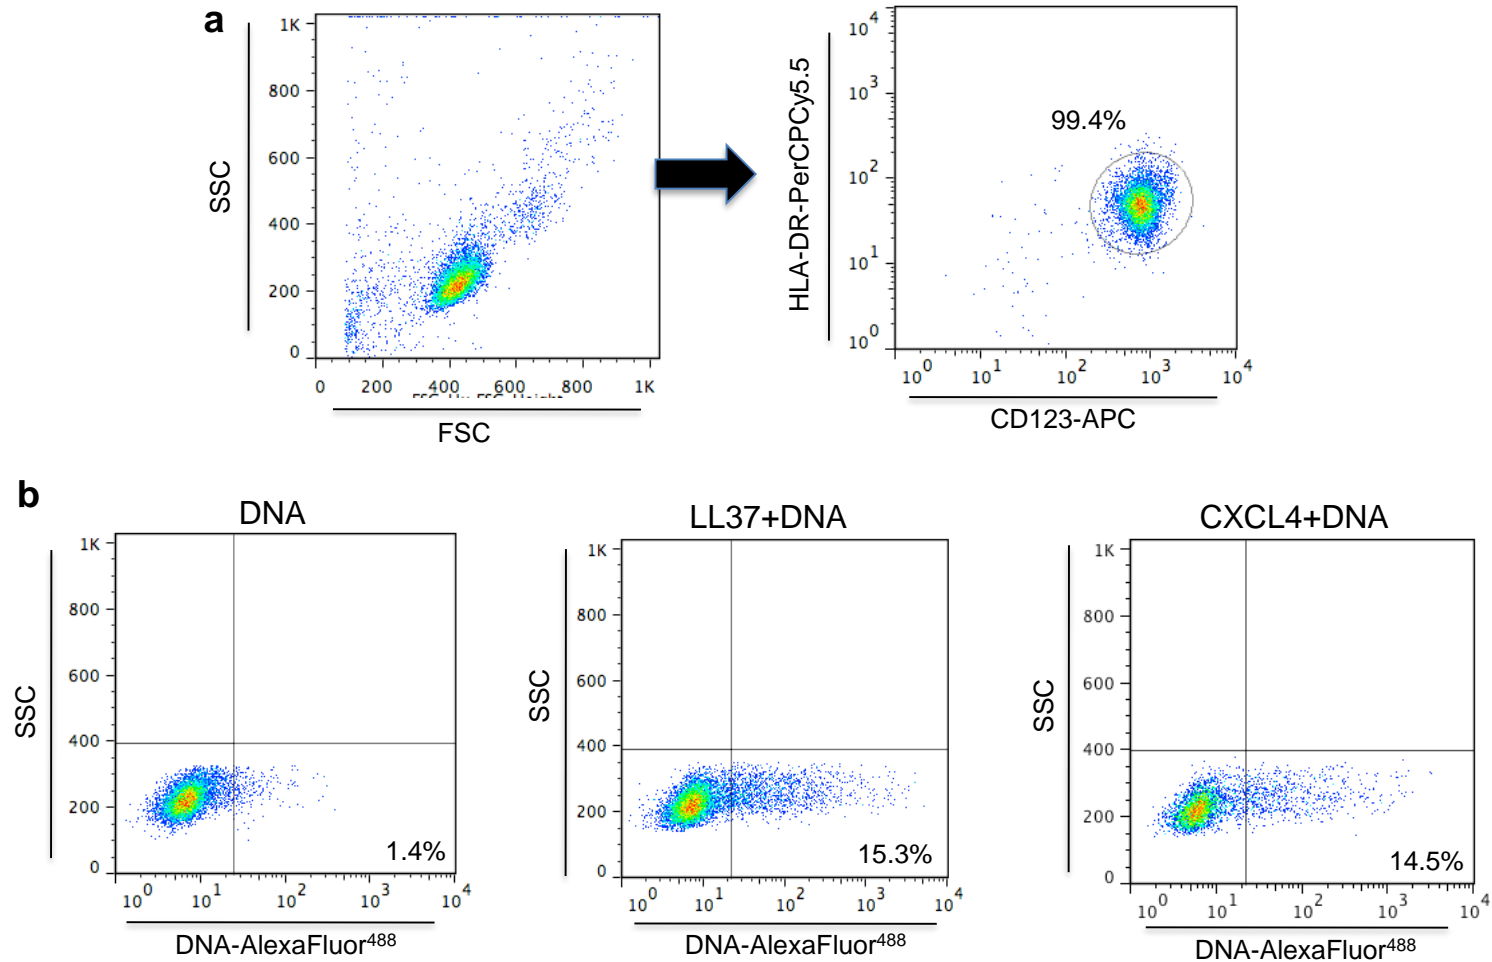 a
1K
800
600
400
200
0
SSC
0 200 400 600 800 1K
FSC
99.4%
10^4
10^3
10^2
10^1
10^0
HLA-DR-PerCPCy5.5
10^0 10^1 10^2 10^3 10^4
CD123-APC
b
DNA
1K
800
600
400
200
0
SSC
1.4%
10^0 10^1 10^2 10^3 10^4
DNA-AlexaFluor^488
LL37+DNA
1K
800
600
400
200
0
SSC
15.3%
10^0 10^1 10^2 10^3 10^4
DNA-AlexaFluor^488
CXCL4+DNA
1K
800
600
400
200
0
SSC
14.5%
10^0 10^1 10^2 10^3 10^4
DNA-AlexaFluor^488